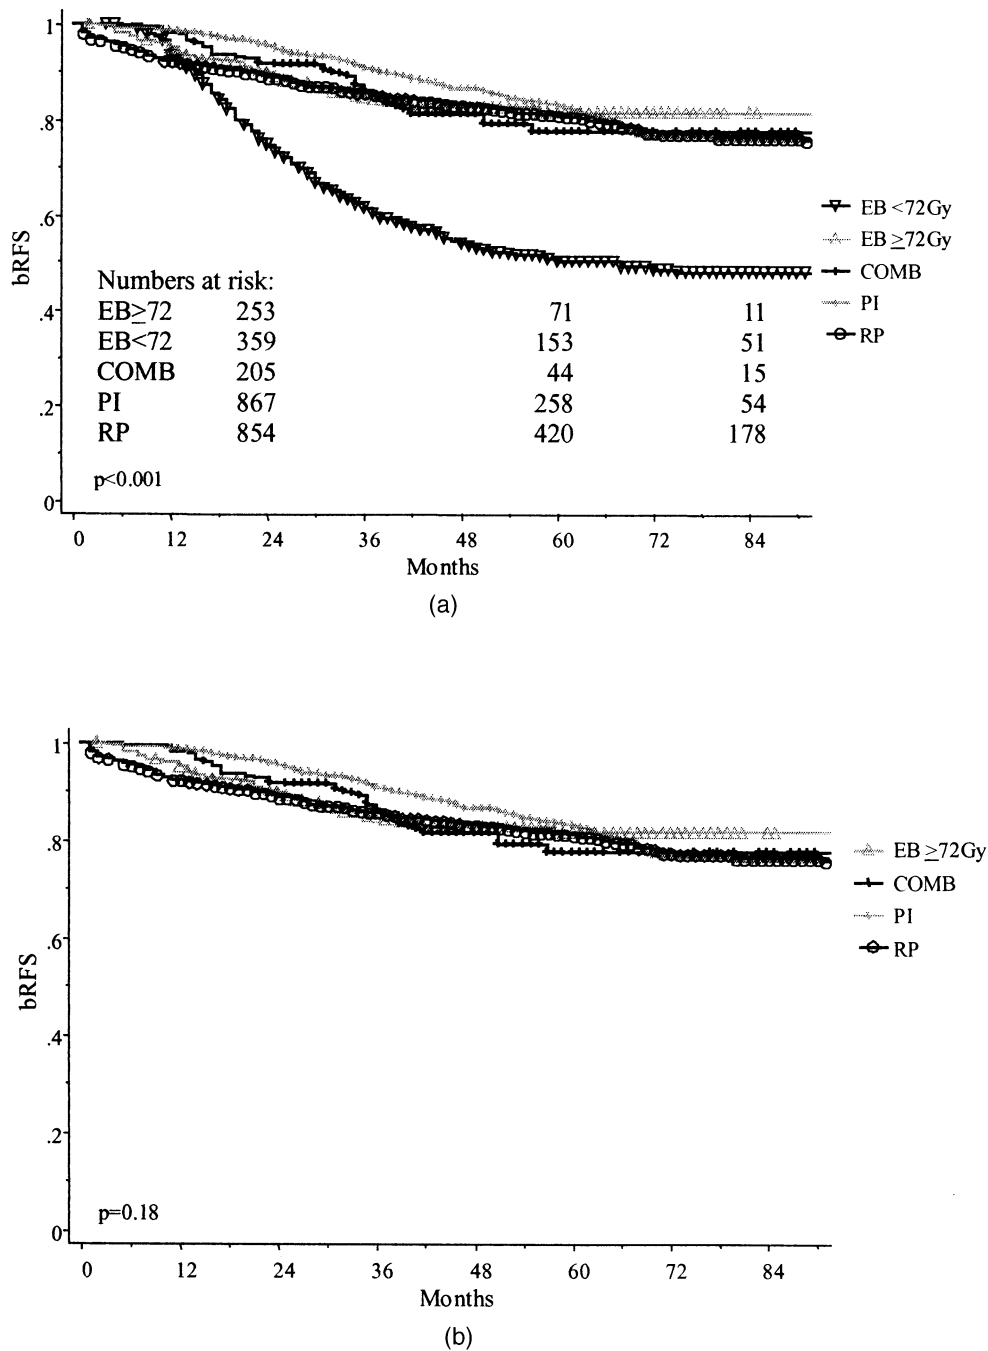 1
.8
.6
.4
.2
0
bRFS
EB <72Gy
EB ≥72Gy
COMB
PI
RP
Numbers at risk:
EB≥72 253 71 11
EB<72 359 153 51
COMB 205 44 15
PI 867 258 54
RP 854 420 178
p<0.001
0 12 24 36 48 60 72 84
Months
(a)
1
.8
.6
.4
.2
0
bRFS
EB ≥72Gy
COMB
PI
RP
p=0.18
0 12 24 36 48 60 72 84
Months
(b)